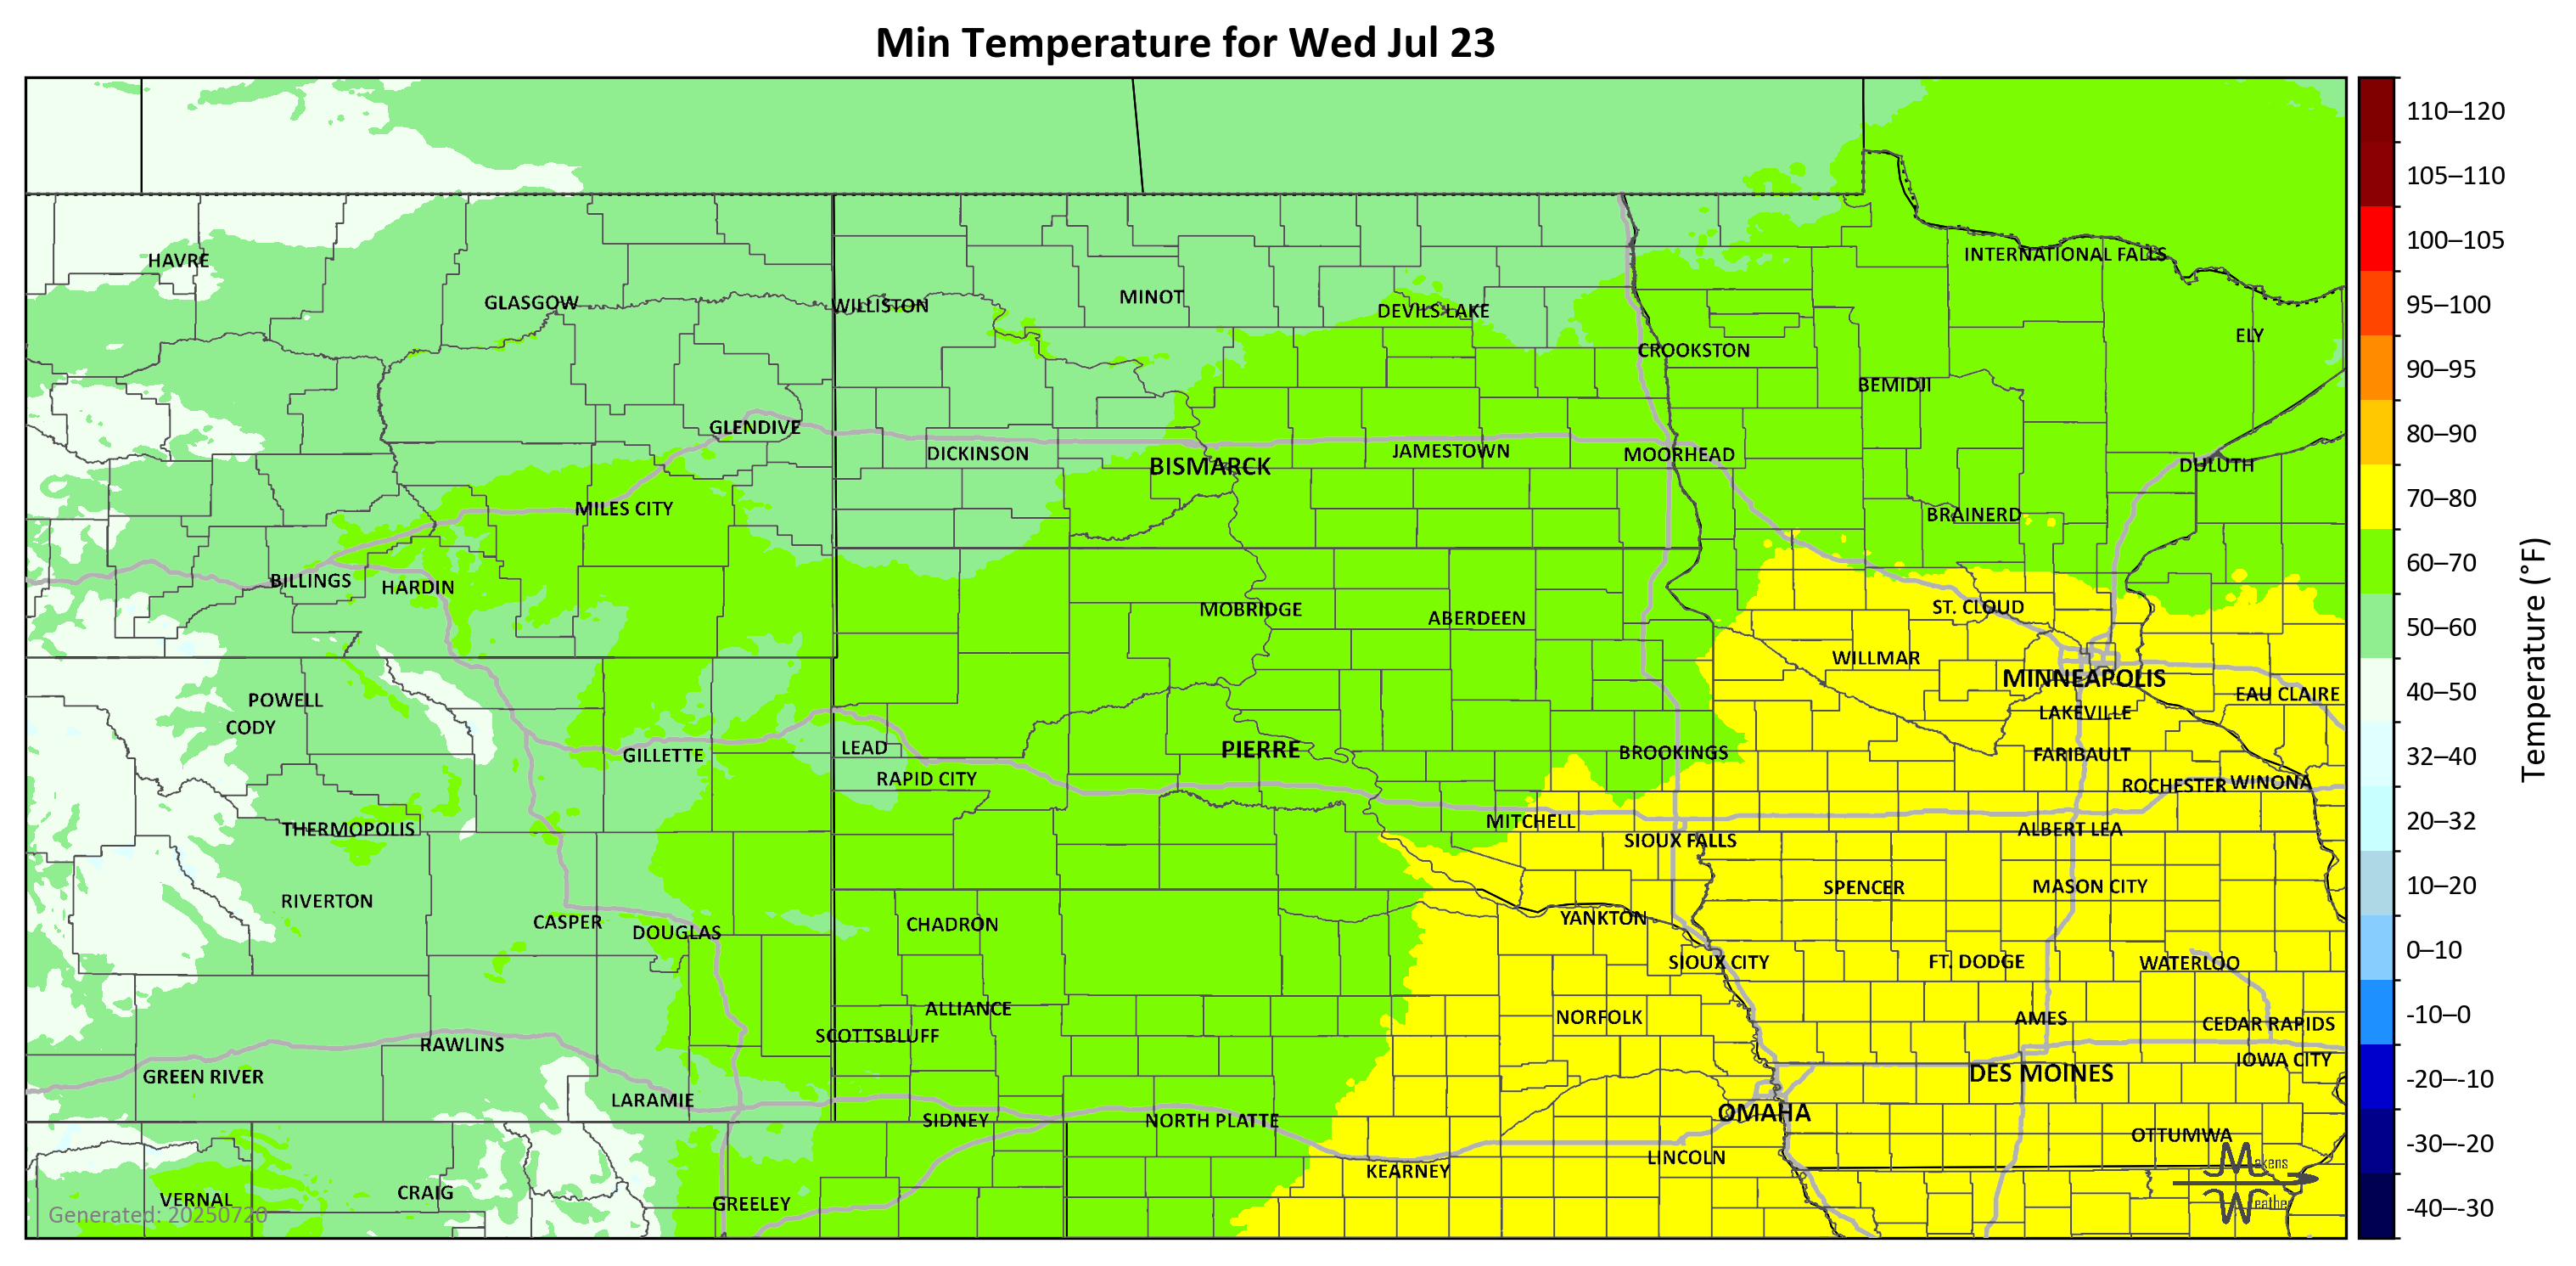 Min Temperature for Wed Jul 23
110–120
105–110
100–105
95–100
90–95
80–90
70–80
60–70
50–60
40–50
32–40
20–32
10–20
0–10
-10–0
-20–-10
-30–-20
-40–-30
Temperature (°F)
HAVRE
GLASGOW
WILLISTON
MINOT
DEVILS LAKE
INTERNATIONAL FALLS
ELY
CROOKSTON
BEMIDJI
GLENDIVE
DICKINSON
BISMARCK
JAMESTOWN
MOORHEAD
DULUTH
MILES CITY
BRAINERD
BILLINGS
HARDIN
MOBRIDGE
ABERDEEN
ST. CLOUD
WILLMAR
MINNEAPOLIS
EAU CLAIRE
POWELL
CODY
LAKEVILLE
GILLETTE
LEAD
PIERRE
BROOKINGS
FARIBAULT
RAPID CITY
ROCHESTER
WINONA
THERMOPOLIS
MITCHELL
SIOUX FALLS
ALBERT LEA
RIVERTON
SPENCER
MASON CITY
CASPER
DOUGLAS
CHADRON
YANKTON
SIOUX CITY
FT. DODGE
WATERLOO
ALLIANCE
NORFOLK
AMES
CEDAR RAPIDS
SCOTTSBLUFF
RAWLINS
IOWA CITY
GREEN RIVER
DES MOINES
LARAMIE
SIDNEY
NORTH PLATTE
OMAHA
OTTUMWA
KEARNEY
LINCOLN
VERNAL
CRAIG
GREELEY
Makens
Weather
Generated: 20250720